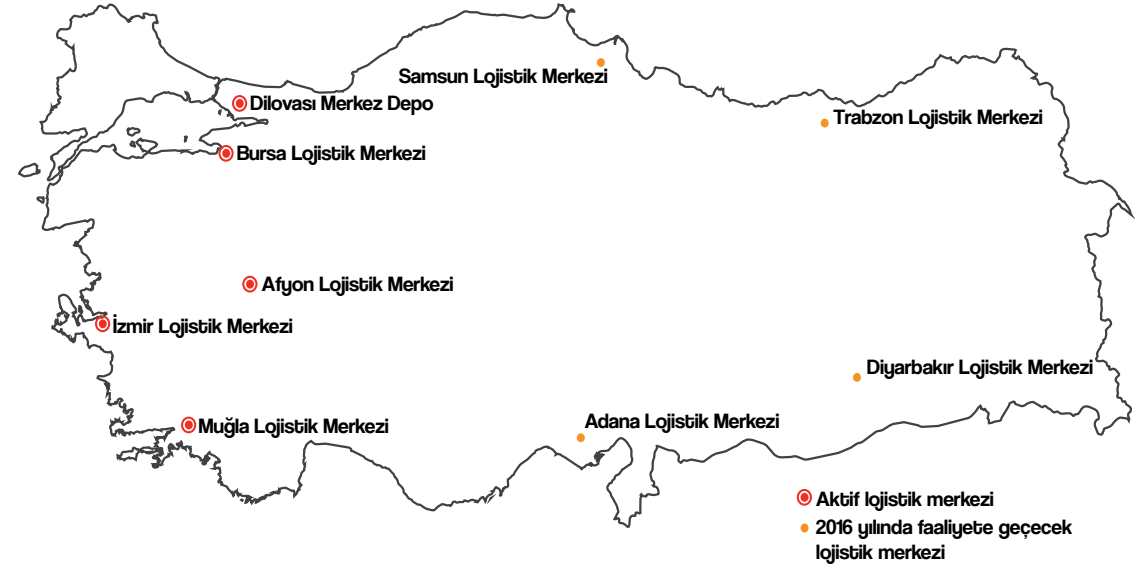 Samsun Lojistik Merkezi
Dilovası Merkez Depo
Trabzon Lojistik Merkezi
Bursa Lojistik Merkezi
Afyon Lojistik Merkezi
İzmir Lojistik Merkezi
Diyarbakır Lojistik Merkezi
Adana Lojistik Merkezi
Muğla Lojistik Merkezi
Aktif lojistik merkezi
2016 yılında faaliyete geçecek
lojistik merkezi